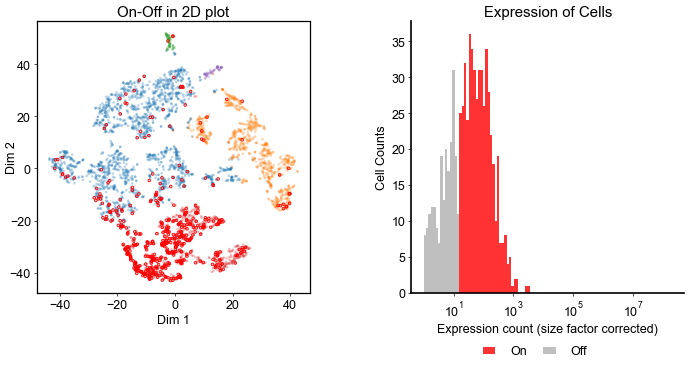 On-Off in 2D plot
Dim 2
40
20
0
−20
−40
−40 −20 0 20 40
Dim 1
Expression of Cells
Cell Counts
35
30
25
20
15
10
5
0
10^1 10^3 10^5 10^7
Expression count (size factor corrected)
On Off